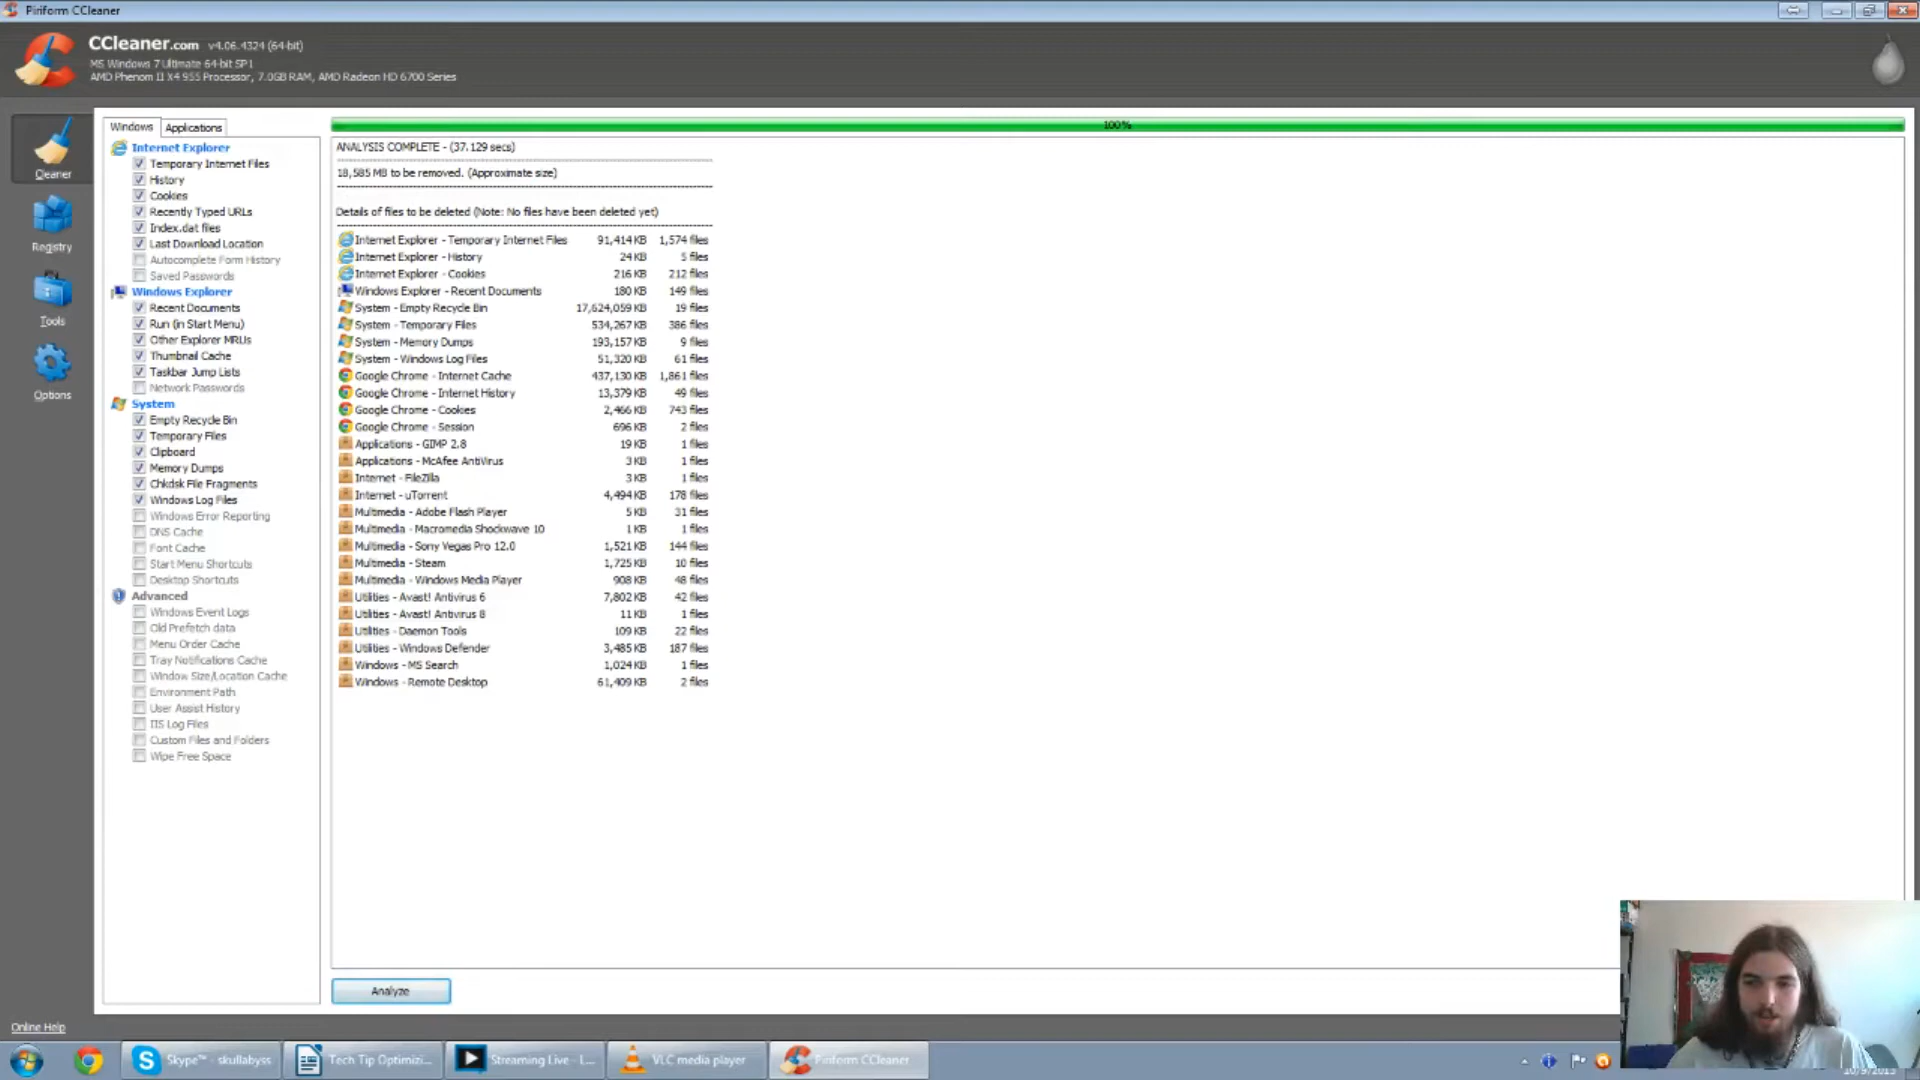 Piriform CCleaner
CCleaner.com v4.06.4324 (64-bit)
MS Windows 7 Ultimate 64-bit SP1
AMD Phenom II X4 955 Processor, 7.0GB RAM, AMD Radeon HD 6700 Series
Cleaner
Registry
Tools
Options
Windows
Applications
Internet Explorer
Temporary Internet Files
History
Cookies
Recently Typed URLs
Index.dat files
Last Download Location
Autocomplete Form History
Saved Passwords
Windows Explorer
Recent Documents
Run (in Start Menu)
Other Explorer MRUs
Thumbnail Cache
Taskbar Jump Lists
Network Passwords
System
Empty Recycle Bin
Temporary Files
Clipboard
Memory Dumps
Chkdsk File Fragments
Windows Log Files
Windows Error Reporting
DNS Cache
Font Cache
Start Menu Shortcuts
Desktop Shortcuts
Advanced
Windows Event Logs
Old Prefetch data
Menu Order Cache
Tray Notifications Cache
Window Size/Location Cache
Environment Path
User Assist History
IIS Log Files
Custom Files and Folders
Wipe Free Space
100%
ANALYSIS COMPLETE - (37.129 secs)
18,585 MB to be removed. (Approximate size)
Details of files to be deleted (Note: No files have been deleted yet)
Internet Explorer - Temporary Internet Files 91,414 KB 1,574 files
Internet Explorer - History 24 KB 5 files
Internet Explorer - Cookies 216 KB 212 files
Windows Explorer - Recent Documents 180 KB 149 files
System - Empty Recycle Bin 17,624,059 KB 19 files
System - Temporary Files 534,267 KB 386 files
System - Memory Dumps 193,157 KB 9 files
System - Windows Log Files 51,320 KB 61 files
Google Chrome - Internet Cache 437,130 KB 1,861 files
Google Chrome - Internet History 13,379 KB 49 files
Google Chrome - Cookies 2,466 KB 743 files
Google Chrome - Session 696 KB 2 files
Applications - GIMP 2.8 19 KB 1 files
Applications - McAfee AntiVirus 3 KB 1 files
Internet - FileZilla 3 KB 1 files
Internet - uTorrent 4,494 KB 178 files
Multimedia - Adobe Flash Player 5 KB 31 files
Multimedia - Macromedia Shockwave 10 1 KB 1 files
Multimedia - Sony Vegas Pro 12.0 1,521 KB 144 files
Multimedia - Steam 1,725 KB 10 files
Multimedia - Windows Media Player 908 KB 48 files
Utilities - Avast! Antivirus 6 7,802 KB 42 files
Utilities - Avast! Antivirus 8 11 KB 1 files
Utilities - Daemon Tools 109 KB 22 files
Utilities - Windows Defender 3,485 KB 187 files
Windows - MS Search 1,024 KB 1 files
Windows - Remote Desktop 61,409 KB 2 files
Analyze
Online Help
Skype™ - skullabyss
Tech Tip Optimizi...
Streaming Live - L...
VLC media player
Piriform CCleaner